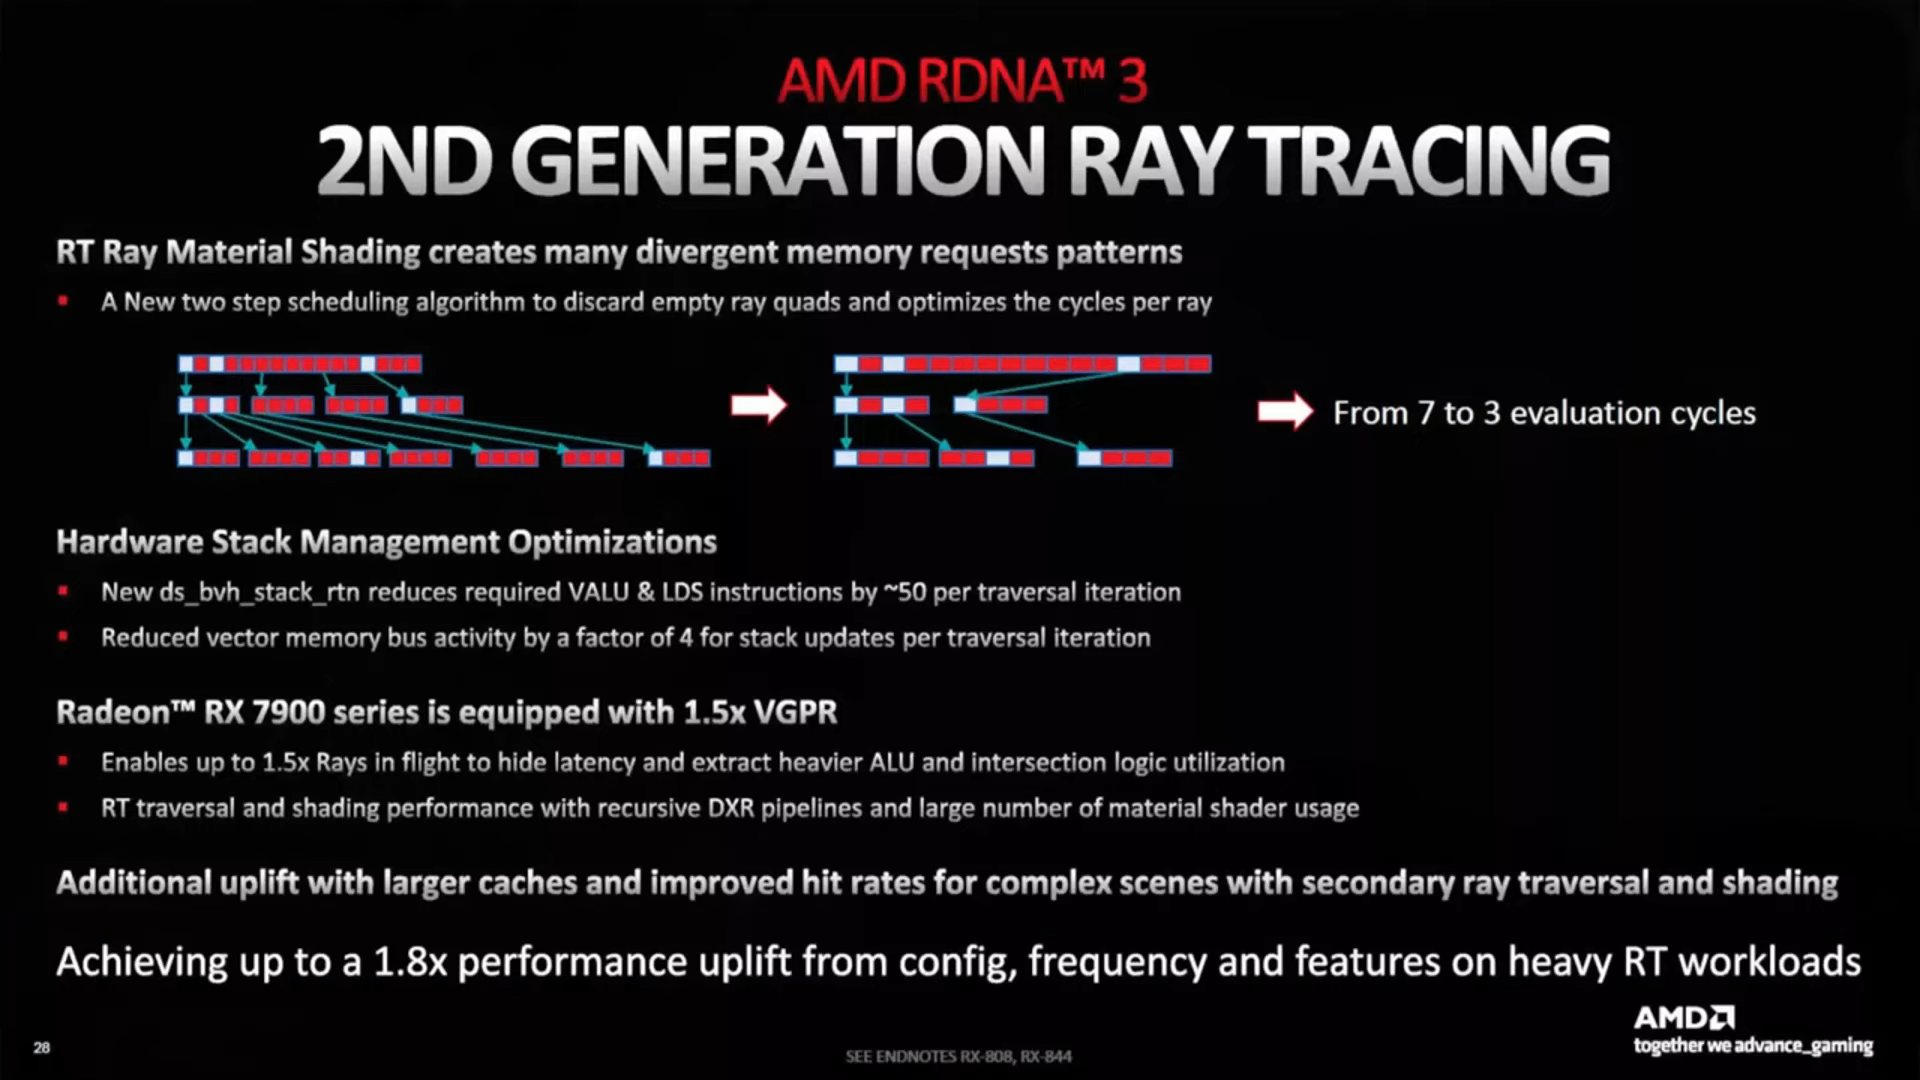 AMD RDNA™ 3
2ND GENERATION RAY TRACING
RT Ray Material Shading creates many divergent memory requests patterns
▪ A New two step scheduling algorithm to discard empty ray quads and optimizes the cycles per ray
From 7 to 3 evaluation cycles
Hardware Stack Management Optimizations
▪ New ds_bvh_stack_rtn reduces required VALU & LDS instructions by ~50 per traversal iteration
▪ Reduced vector memory bus activity by a factor of 4 for stack updates per traversal iteration
Radeon™ RX 7900 series is equipped with 1.5x VGPR
▪ Enables up to 1.5x Rays in flight to hide latency and extract heavier ALU and intersection logic utilization
▪ RT traversal and shading performance with recursive DXR pipelines and large number of material shader usage
Additional uplift with larger caches and improved hit rates for complex scenes with secondary ray traversal and shading
Achieving up to a 1.8x performance uplift from config, frequency and features on heavy RT workloads
AMD
together we advance_gaming
28
SEE ENDNOTES RX-808, RX-844